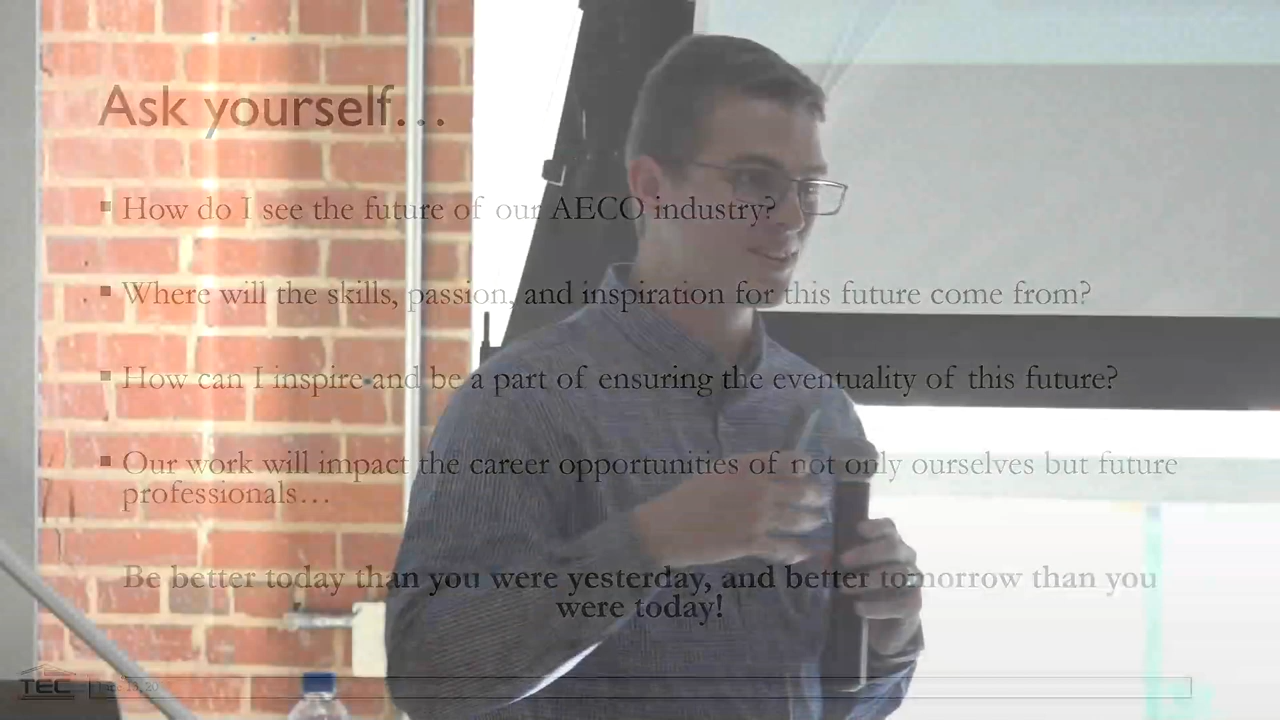 Ask yourself...
▪ How do I see the future of our AECO industry?
▪ Where will the skills, passion, and inspiration for this future come from?
▪ How can I inspire and be a part of ensuring the eventuality of this future?
▪ Our work will impact the career opportunities of not only ourselves but future
professionals…
Be better today than you were yesterday, and better tomorrow than you
were today!
TEC